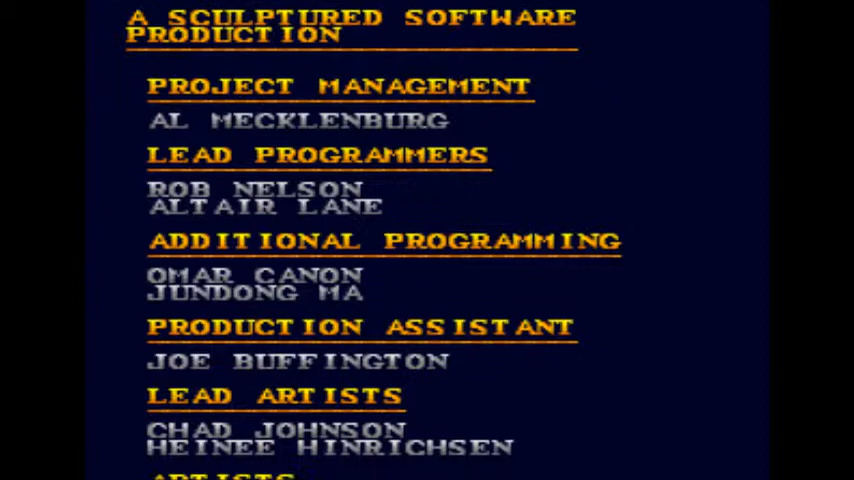 A SCULPTURED SOFTWARE
PRODUCTION
PROJECT MANAGEMENT
AL MECKLENBURG
LEAD PROGRAMMERS
ROB NELSON
ALTAIR LANE
ADDITIONAL PROGRAMMING
OMAR CANON
JUNDONG MA
PRODUCTION ASSISTANT
JOE BUFFINGTON
LEAD ARTISTS
CHAD JOHNSON
HEINEE HINRICHSEN
ARTISTS